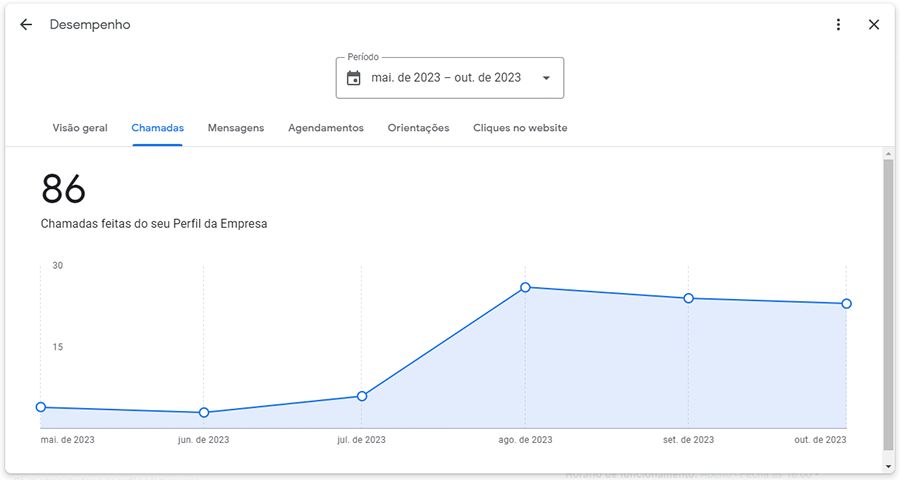 Desempenho
Período
mai. de 2023 – out. de 2023
Visão geral Chamadas Mensagens Agendamentos Orientações Cliques no website
86
Chamadas feitas do seu Perfil da Empresa
30
15
mai. de 2023 jun. de 2023 jul. de 2023 ago. de 2023 set. de 2023 out. de 2023